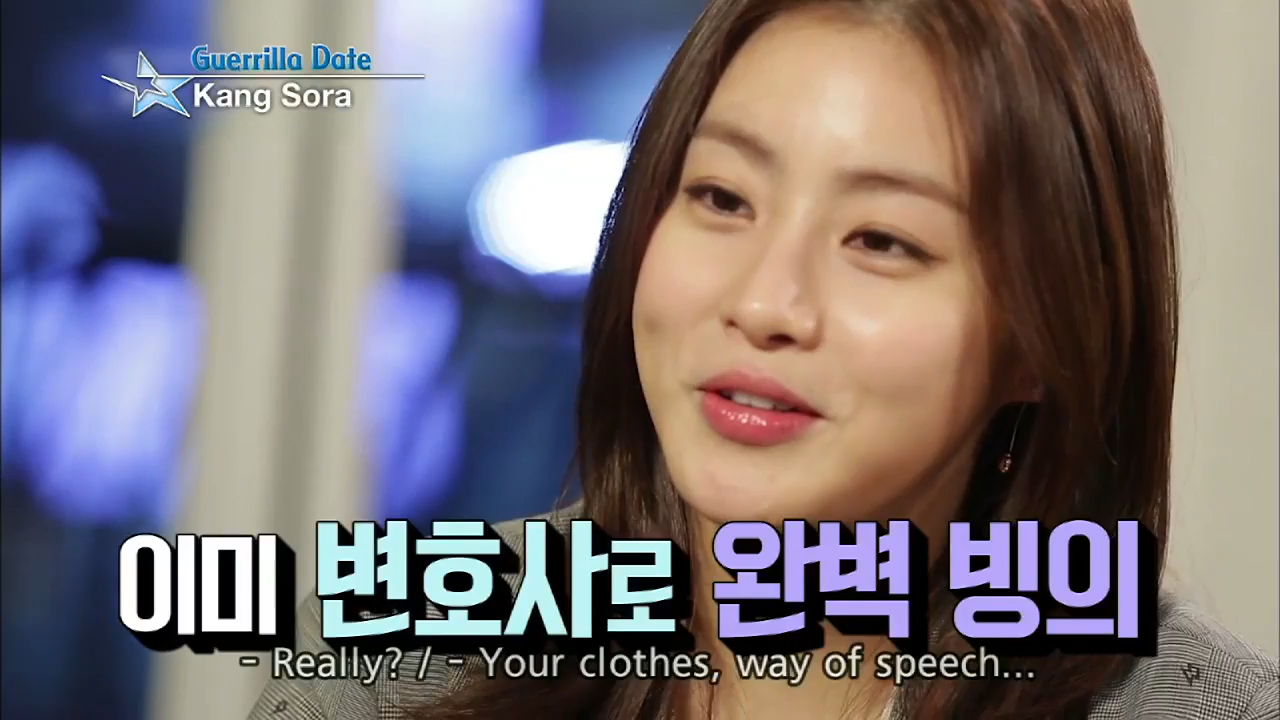 Guerrilla Date
Kang Sora
이미 변호사로 완벽 빙의
- Really? / - Your clothes, way of speech...